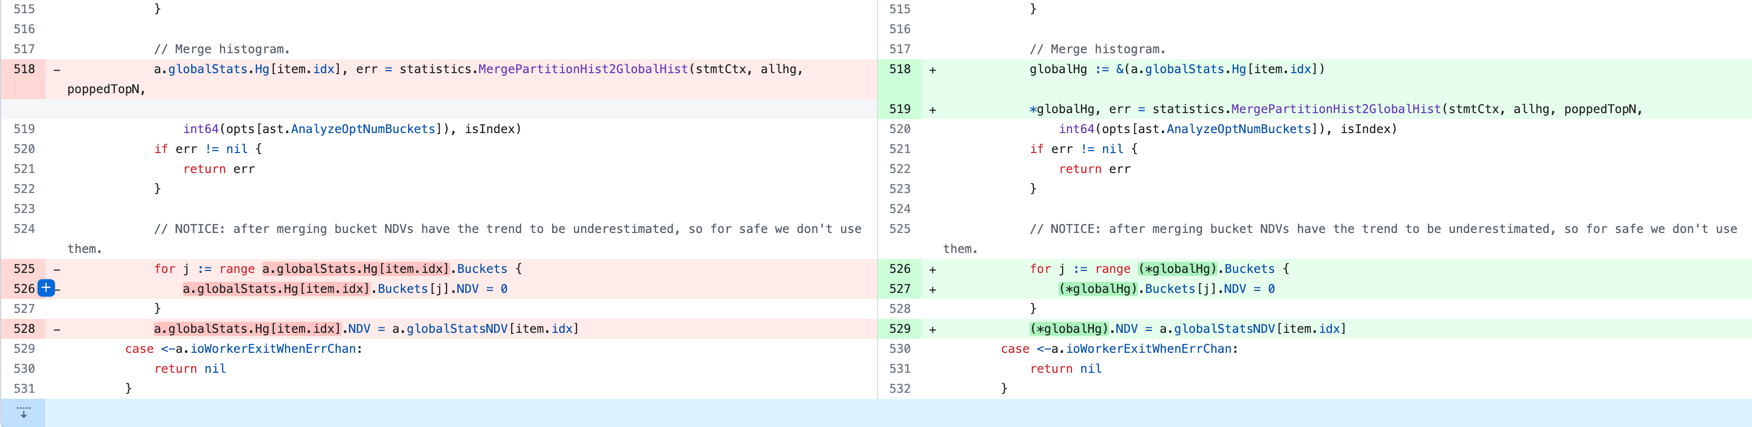 515 }
516
517 // Merge histogram.
518 - a.globalStats.Hg[item.idx], err = statistics.MergePartitionHist2GlobalHist(stmtCtx, allhg,
poppedTopN,
519 int64(opts[ast.AnalyzeOptNumBuckets]), isIndex)
520 if err != nil {
521 return err
522 }
523
524 // NOTICE: after merging bucket NDVs have the trend to be underestimated, so for safe we don't use
them.
525 - for j := range a.globalStats.Hg[item.idx].Buckets {
526 - a.globalStats.Hg[item.idx].Buckets[j].NDV = 0
527 }
528 - a.globalStats.Hg[item.idx].NDV = a.globalStatsNDV[item.idx]
529 case <-a.ioWorkerExitWhenErrChan:
530 return nil
531 }
515 }
516
517 // Merge histogram.
518 + globalHg := &(a.globalStats.Hg[item.idx])
519 + *globalHg, err = statistics.MergePartitionHist2GlobalHist(stmtCtx, allhg, poppedTopN,
520 int64(opts[ast.AnalyzeOptNumBuckets]), isIndex)
521 if err != nil {
522 return err
523 }
524
525 // NOTICE: after merging bucket NDVs have the trend to be underestimated, so for safe we don't use
them.
526 + for j := range (*globalHg).Buckets {
527 + (*globalHg).Buckets[j].NDV = 0
528 }
529 + (*globalHg).NDV = a.globalStatsNDV[item.idx]
530 case <-a.ioWorkerExitWhenErrChan:
531 return nil
532 }